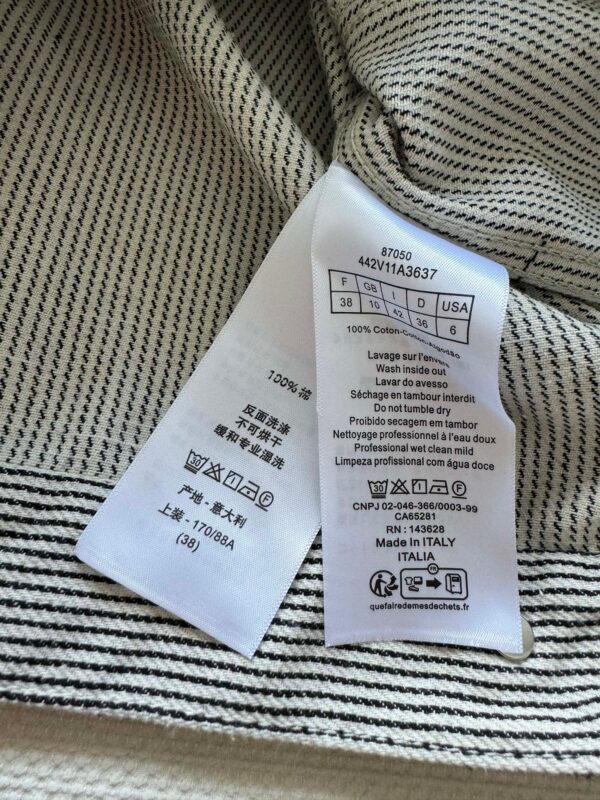 100% 棉
反面洗涤
不可烘干
缓和专业湿洗
30 F
产地 - 意大利
上装 - 170/88A
(38)
87050
442V11A3637
F GB I D USA
38 10 42 36 6
100% Coton-Cotton-Algodão
Lavage sur l'envers
Wash inside out
Lavar do avesso
Séchage en tambour interdit
Do not tumble dry
Proibido secagem em tambor
Nettoyage professionnel à l'eau doux
Professional wet clean mild
Limpeza profissional com água doce
30 F
CNPJ 02-046-366/0003-99
CA65281
RN : 143628
Made In ITALY
ITALIA
FR
quefairedemesdechets.fr